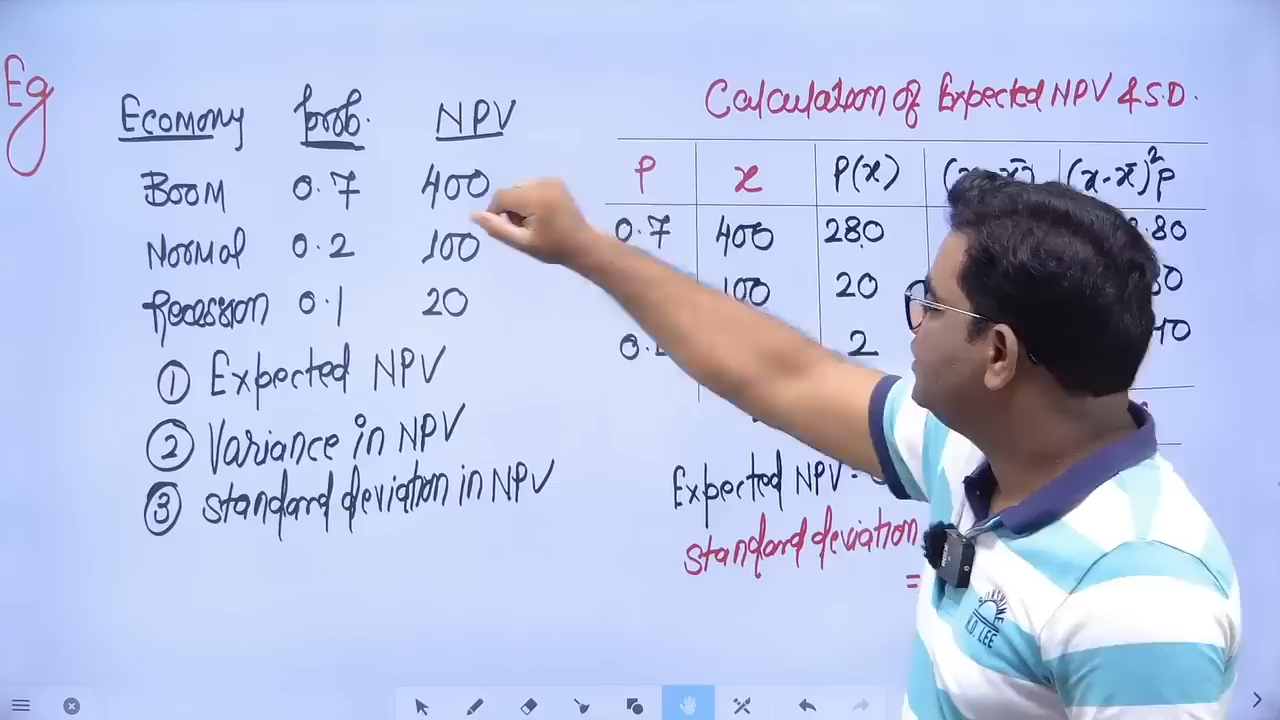 Eg
Economy prob. NPV
Boom 0.7 400
Normal 0.2 100
Recession 0.1 20
① Expected NPV
② Variance in NPV
③ standard deviation in NPV
Calculation of Expected NPV & S.D.
P x P(x) (x-x̄)²P
0.7 400 280
100 20
2
Expected NPV
standard deviation
=
H.D. LEE